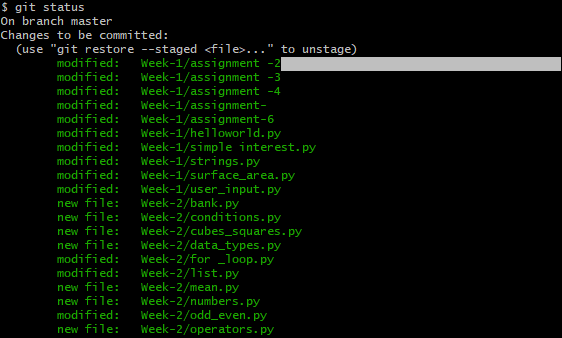 $ git status
On branch master
Changes to be committed:
  (use "git restore --staged <file>..." to unstage)
        modified:   Week-1/assignment -2
        modified:   Week-1/assignment -3
        modified:   Week-1/assignment -4
        modified:   Week-1/assignment-
        modified:   Week-1/assignment-6
        modified:   Week-1/helloworld.py
        modified:   Week-1/simple interest.py
        modified:   Week-1/strings.py
        modified:   Week-1/surface_area.py
        modified:   Week-1/user_input.py
        new file:   Week-2/bank.py
        new file:   Week-2/conditions.py
        new file:   Week-2/cubes_squares.py
        new file:   Week-2/data_types.py
        modified:   Week-2/for _loop.py
        modified:   Week-2/list.py
        new file:   Week-2/mean.py
        new file:   Week-2/numbers.py
        modified:   Week-2/odd_even.py
        new file:   Week-2/operators.py